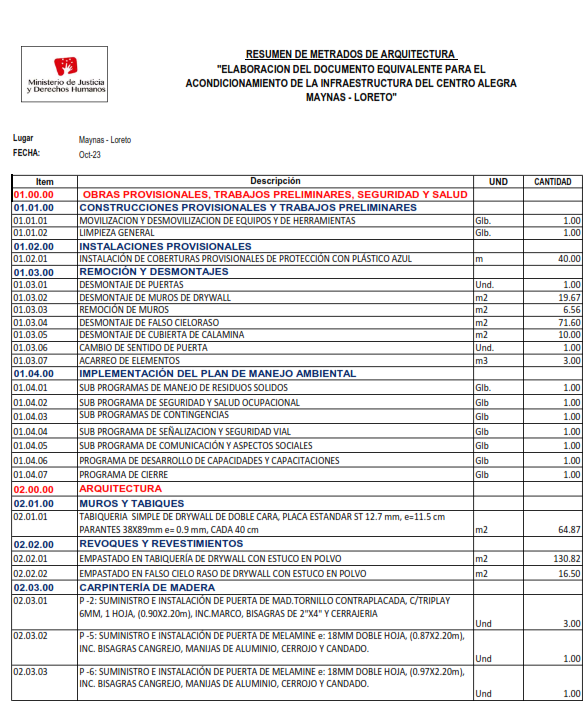 RESUMEN DE METRADOS DE ARQUITECTURA
"ELABORACION DEL DOCUMENTO EQUIVALENTE PARA EL
ACONDICIONAMIENTO DE LA INFRAESTRUCTURA DEL CENTRO ALEGRA
MAYNAS - LORETO"
Ministerio de Justicia
y Derechos Humanos
Lugar Maynas - Loreto
FECHA: Oct-23
Item Descripción UND CANTIDAD
01.00.00 OBRAS PROVISIONALES, TRABAJOS PRELIMINARES, SEGURIDAD Y SALUD
01.01.00 CONSTRUCCIONES PROVISIONALES Y TRABAJOS PRELIMINARES
01.01.01 MOVILIZACION Y DESMOVILIZACION DE EQUIPOS Y DE HERRAMIENTAS Glb. 1.00
01.01.02 LIMPIEZA GENERAL Glb. 1.00
01.02.00 INSTALACIONES PROVISIONALES
01.02.01 INSTALACIÓN DE COBERTURAS PROVISIONALES DE PROTECCIÓN CON PLÁSTICO AZUL m 40.00
01.03.00 REMOCIÓN Y DESMONTAJES
01.03.01 DESMONTAJE DE PUERTAS Und. 1.00
01.03.02 DESMONTAJE DE MUROS DE DRYWALL m2 19.67
01.03.03 REMOCIÓN DE MUROS m2 6.56
01.03.04 DESMONTAJE DE FALSO CIELORASO m2 71.60
01.03.05 DESMONTAJE DE CUBIERTA DE CALAMINA m2 10.00
01.03.06 CAMBIO DE SENTIDO DE PUERTA Und. 1.00
01.03.07 ACARREO DE ELEMENTOS m3 3.00
01.04.00 IMPLEMENTACIÓN DEL PLAN DE MANEJO AMBIENTAL
01.04.01 SUB PROGRAMAS DE MANEJO DE RESIDUOS SOLIDOS Glb. 1.00
01.04.02 SUB PROGRAMA DE SEGURIDAD Y SALUD OCUPACIONAL Glb 1.00
01.04.03 SUB PROGRAMAS DE CONTINGENCIAS Glb 1.00
01.04.04 SUB PROGRAMA DE SEÑALIZACION Y SEGURIDAD VIAL Glb 1.00
01.04.05 SUB PROGRAMA DE COMUNICACIÓN Y ASPECTOS SOCIALES Glb 1.00
01.04.06 PROGRAMA DE DESARROLLO DE CAPACIDADES Y CAPACITACIONES Glb 1.00
01.04.07 PROGRAMA DE CIERRE Glb 1.00
02.00.00 ARQUITECTURA
02.01.00 MUROS Y TABIQUES
02.01.01 TABIQUERIA SIMPLE DE DRYWALL DE DOBLE CARA, PLACA ESTANDAR ST 12.7 mm, e=11.5 cm
PARANTES 38X89mm e= 0.9 mm, CADA 40 cm m2 64.87
02.02.00 REVOQUES Y REVESTIMIENTOS
02.02.01 EMPASTADO EN TABIQUERÍA DE DRYWALL CON ESTUCO EN POLVO m2 130.82
02.02.02 EMPASTADO EN FALSO CIELO RASO DE DRYWALL CON ESTUCO EN POLVO m2 16.50
02.03.00 CARPINTERÍA DE MADERA
02.03.01 P -2: SUMINISTRO E INSTALACIÓN DE PUERTA DE MAD.TORNILLO CONTRAPLACADA, C/TRIPLAY
6MM, 1 HOJA, (0.90X2.20m), INC.MARCO, BISAGRAS DE 2"X4" Y CERRAJERIA Und 3.00
02.03.02 P -5: SUMINISTRO E INSTALACIÓN DE PUERTA DE MELAMINE e: 18MM DOBLE HOJA, (0.87X2.20m),
INC. BISAGRAS CANGREJO, MANIJAS DE ALUMINIO, CERROJO Y CANDADO. Und 1.00
02.03.03 P -6: SUMINISTRO E INSTALACIÓN DE PUERTA DE MELAMINE e: 18MM DOBLE HOJA, (0.97X2.20m),
INC. BISAGRAS CANGREJO, MANIJAS DE ALUMINIO, CERROJO Y CANDADO. Und 1.00